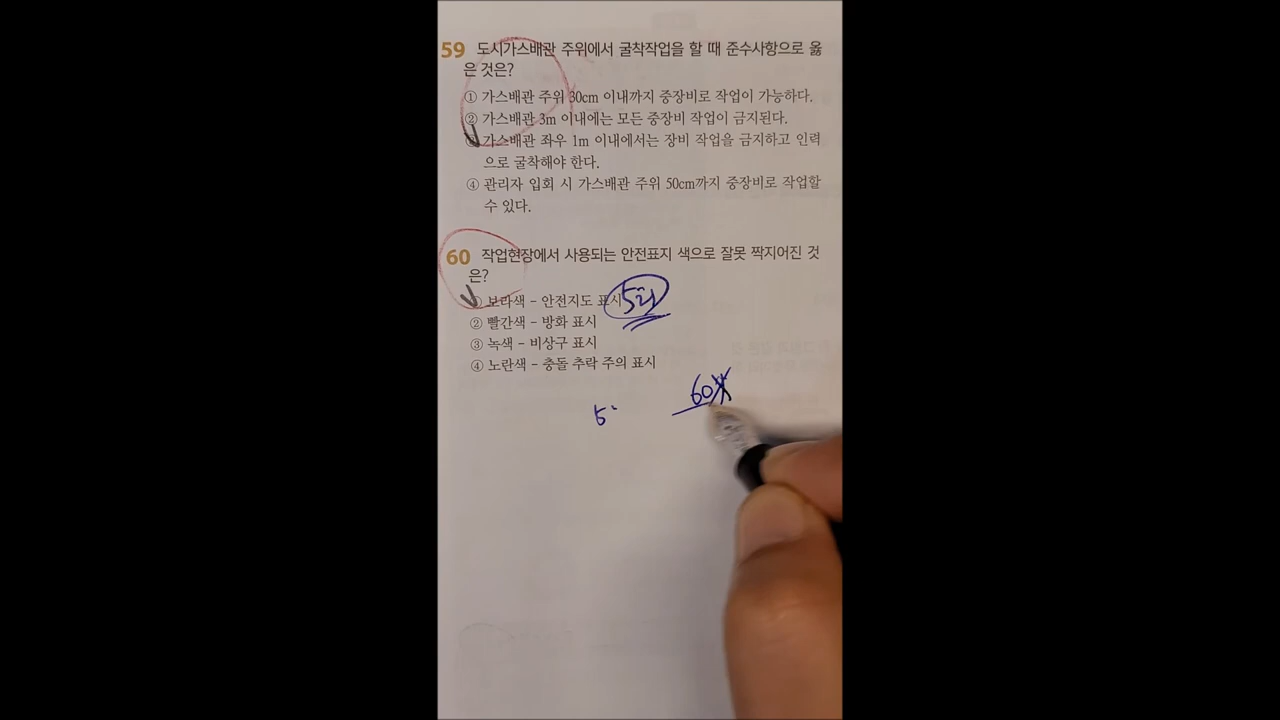 59 도시가스배관 주위에서 굴착작업을 할 때 준수사항으로 옳
은 것은?
① 가스배관 주위 30cm 이내까지 중장비로 작업이 가능하다.
② 가스배관 3m 이내에는 모든 중장비 작업이 금지된다.
③ 가스배관 좌우 1m 이내에서는 장비 작업을 금지하고 인력
으로 굴착해야 한다.
④ 관리자 입회 시 가스배관 주위 50cm까지 중장비로 작업할
수 있다.
60 작업현장에서 사용되는 안전표지 색으로 잘못 짝지어진 것
은?
① 보라색 - 안전지도 표시
② 빨간색 - 방화 표시
③ 녹색 - 비상구 표시
④ 노란색 - 충돌 추락 주의 표시
60
5